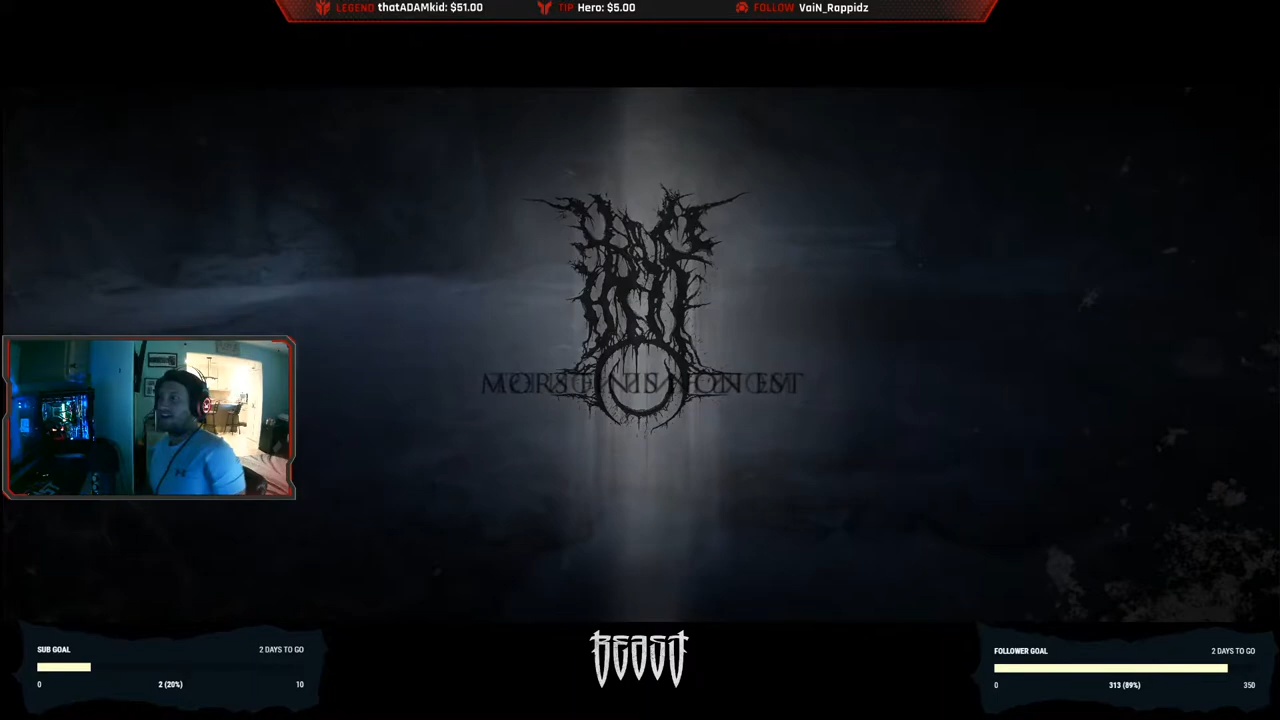 LEGEND thatADAMkid: $51.00 TIP Hero: $5.00 FOLLOW VaiN_Rappidz
SUB GOAL 2 DAYS TO GO
0 2 (20%) 10
BEAST
FOLLOWER GOAL 2 DAYS TO GO
0 313 (89%) 350